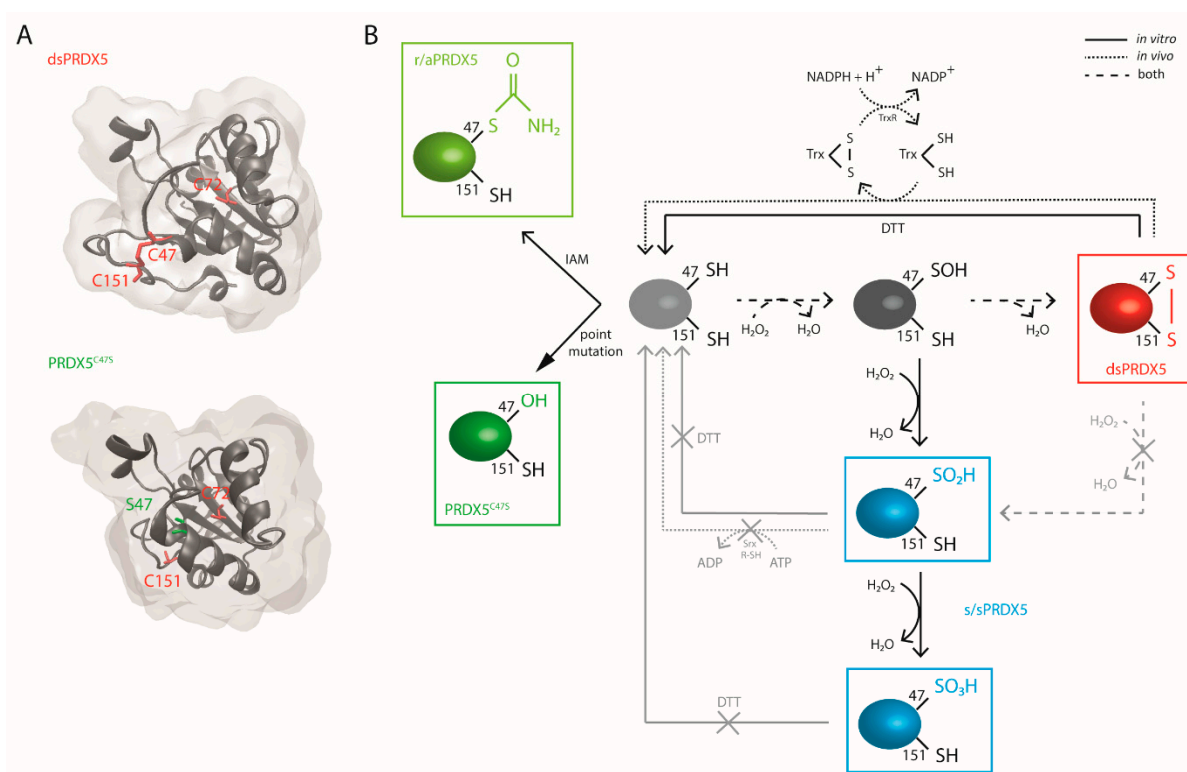 A
dsPRDX5
C72
C47
C151
PRDX5C47S
S47
C72
C151
B
in vitro
in vivo
both
r/aPRDX5
O
47
S
NH₂
151
SH
IAM
point
mutation
47
OH
151
SH
PRDX5C47S
NADPH + H⁺
NADP⁺
TrxR
Trx
S
S
Trx
SH
SH
DTT
47
SH
151
SH
H₂O₂
H₂O
47
SOH
151
SH
H₂O
47
S
151
S
dsPRDX5
H₂O₂
H₂O
H₂O₂
H₂O
DTT
47
SO₂H
151
SH
Srx
R-SH
ADP
ATP
H₂O₂
H₂O
s/sPRDX5
DTT
47
SO₃H
151
SH